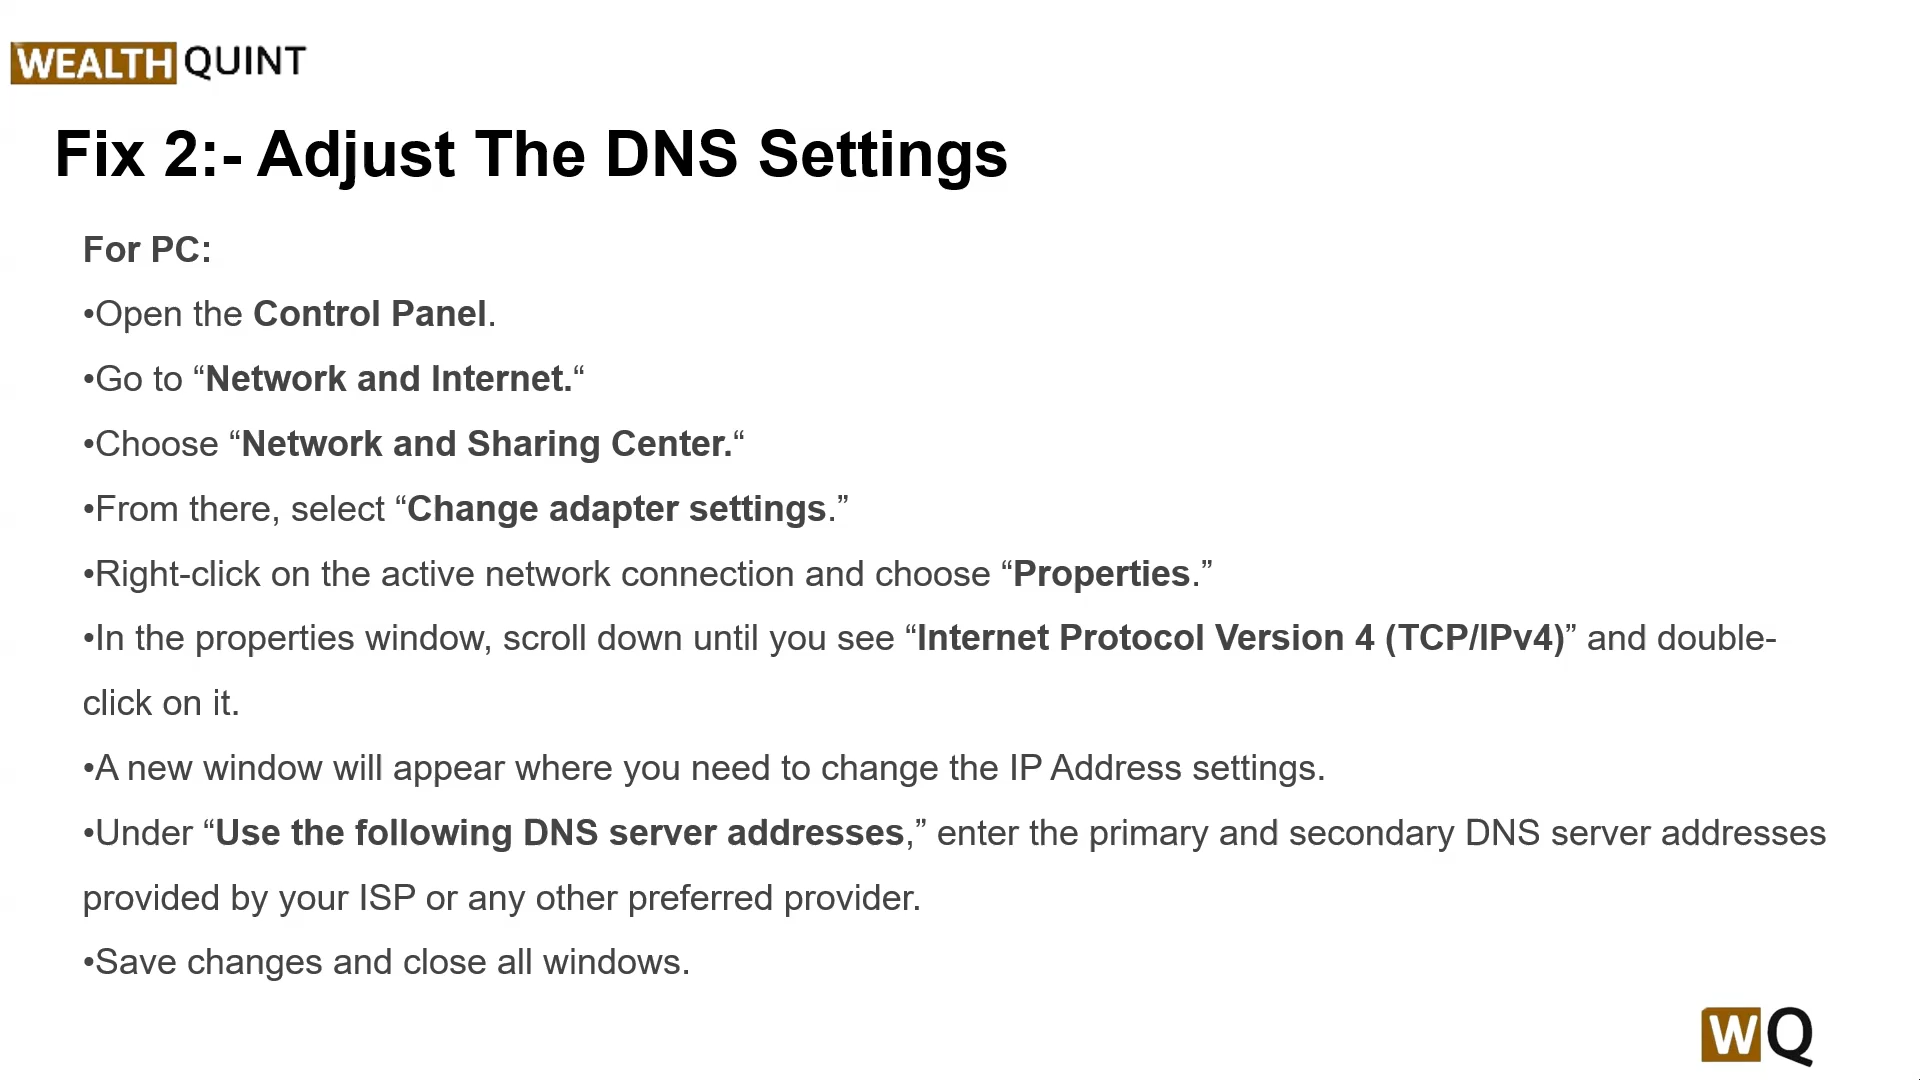 WEALTH QUINT
Fix 2:- Adjust The DNS Settings
For PC:
•Open the Control Panel.
•Go to “Network and Internet.“
•Choose “Network and Sharing Center.“
•From there, select “Change adapter settings.”
•Right-click on the active network connection and choose “Properties.”
•In the properties window, scroll down until you see “Internet Protocol Version 4 (TCP/IPv4)” and double-
click on it.
•A new window will appear where you need to change the IP Address settings.
•Under “Use the following DNS server addresses,” enter the primary and secondary DNS server addresses
provided by your ISP or any other preferred provider.
•Save changes and close all windows.
WQ